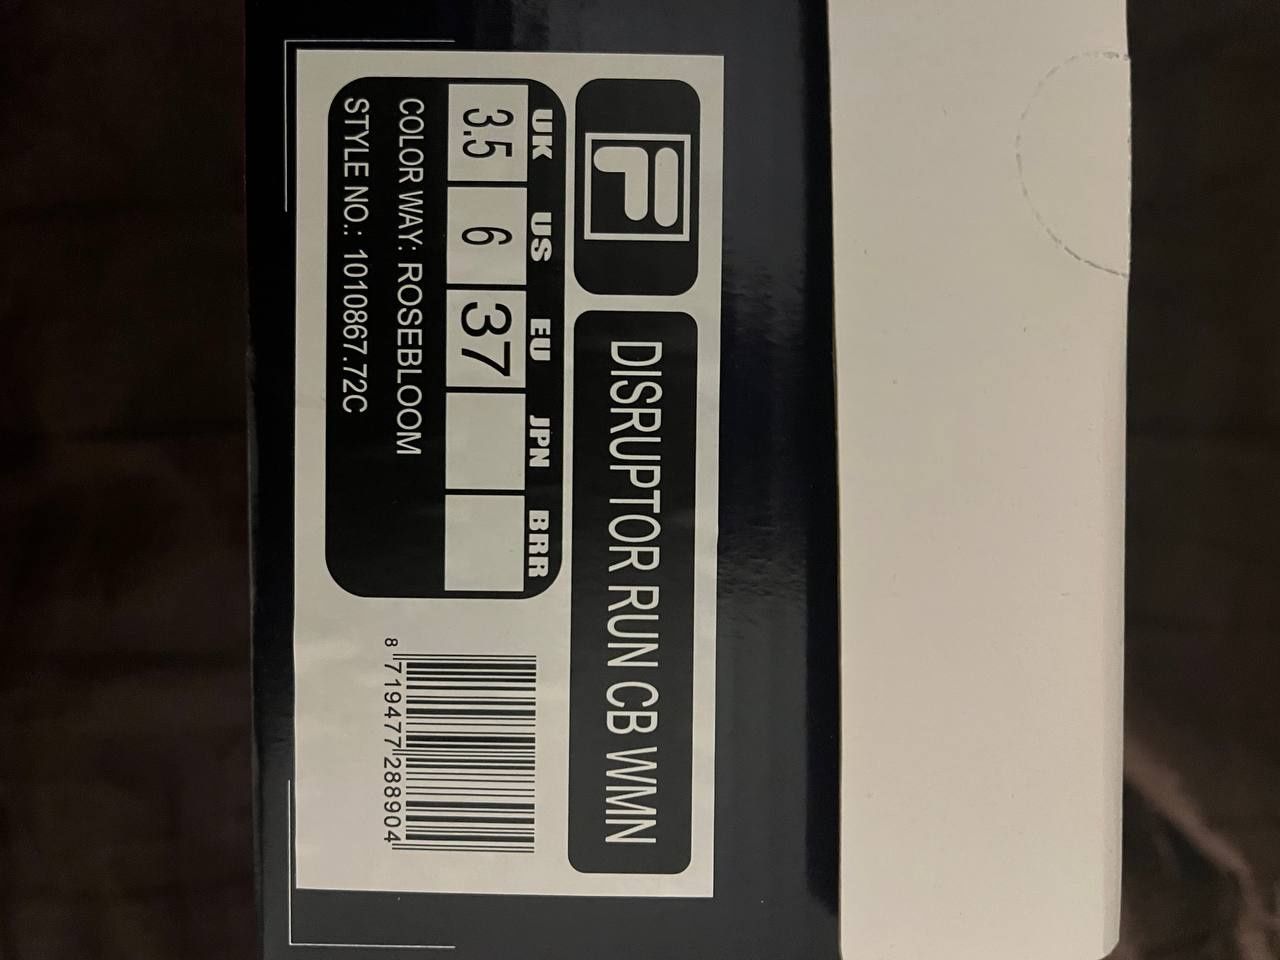 F
DISRUPTOR RUN CB WMN
UK US EU JPN BRR
3.5 6 37
COLOR WAY: ROSEBLOOM
STYLE NO.: 1010867.72C
8 719477 288904